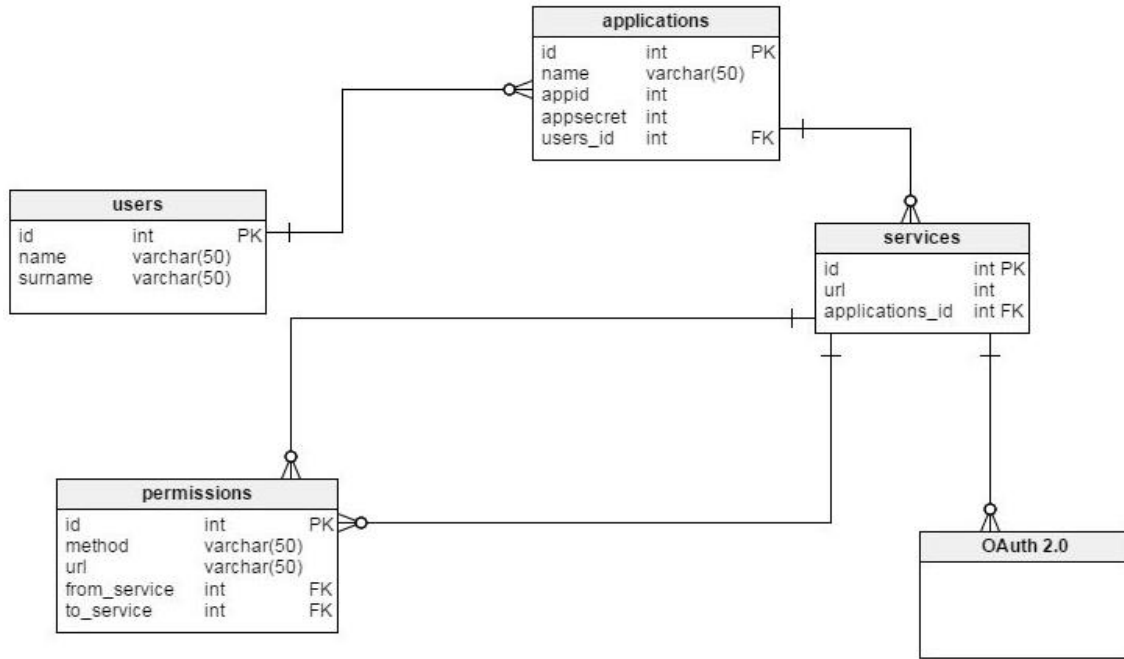 applications
id int PK
name varchar(50)
appid int
appsecret int
users_id int FK
users
id int PK
name varchar(50)
surname varchar(50)
services
id int PK
url int
applications_id int FK
permissions
id int PK
method varchar(50)
url varchar(50)
from_service int FK
to_service int FK
OAuth 2.0